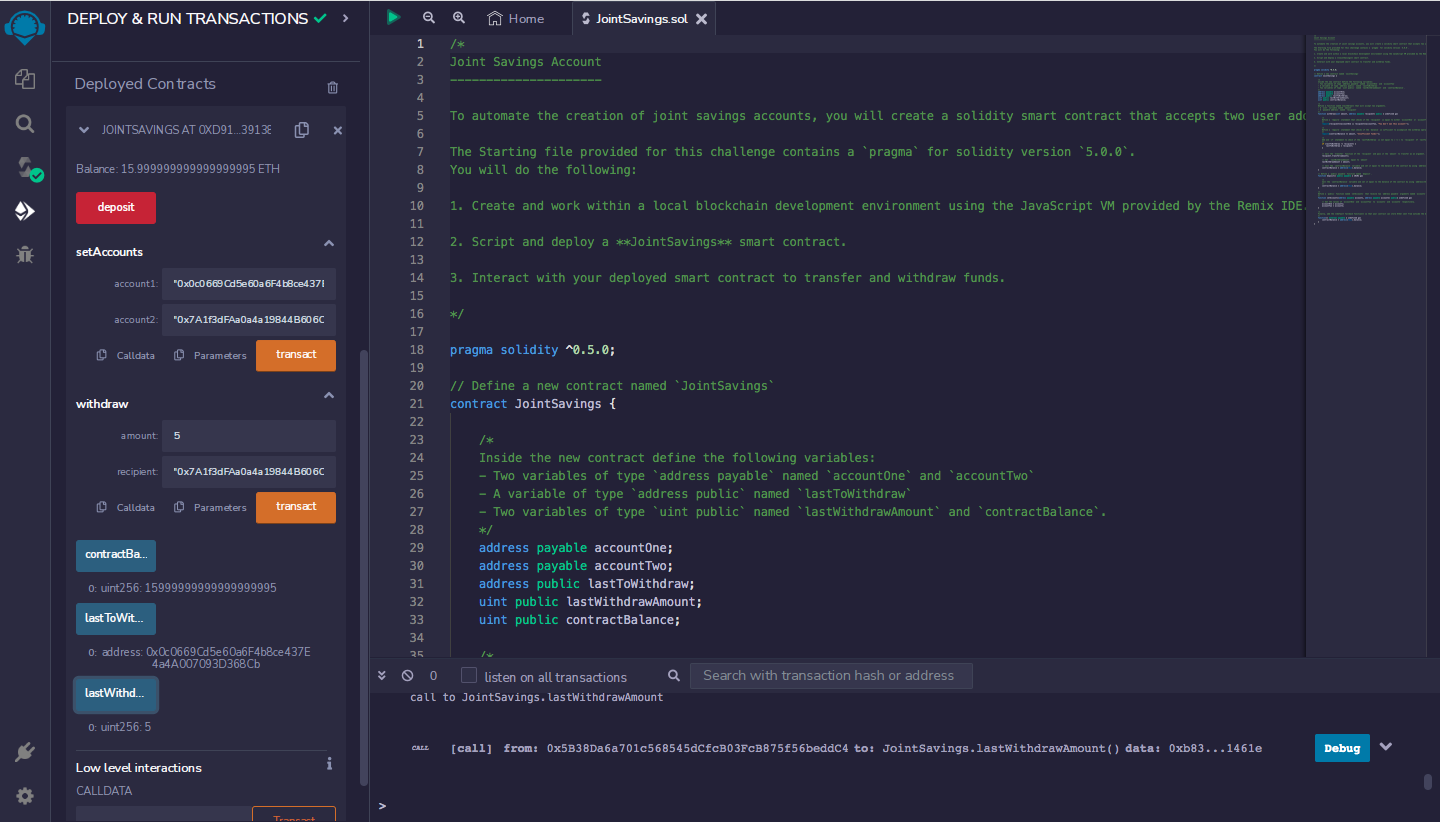 DEPLOY & RUN TRANSACTIONS
Deployed Contracts
JOINTSAVINGS AT 0XD91...39138
Balance: 15.999999999999999995 ETH
deposit
setAccounts
account1: "0x0c0669Cd5e60a6F4b8ce437E
account2: "0x7A1f3dFAa0a4a19844B606C
Calldata Parameters transact
withdraw
amount: 5
recipient: "0x7A1f3dFAa0a4a19844B606C
Calldata Parameters transact
contractBa...
0: uint256: 15999999999999999995
lastToWit...
0: address: 0x0c0669Cd5e60a6F4b8ce437E
4a4A007093D368Cb
lastWithd...
0: uint256: 5
Low level interactions i
CALLDATA
Transact
Home JointSavings.sol
1 /*
2 Joint Savings Account
3 ---------------------
4
5 To automate the creation of joint savings accounts, you will create a solidity smart contract that accepts two user add
6
7 The Starting file provided for this challenge contains a `pragma` for solidity version `5.0.0`.
8 You will do the following:
9
10 1. Create and work within a local blockchain development environment using the JavaScript VM provided by the Remix IDE.
11
12 2. Script and deploy a **JointSavings** smart contract.
13
14 3. Interact with your deployed smart contract to transfer and withdraw funds.
15
16 */
17
18 pragma solidity ^0.5.0;
19
20 // Define a new contract named `JointSavings`
21 contract JointSavings {
22
23 /*
24 Inside the new contract define the following variables:
25 - Two variables of type `address payable` named `accountOne` and `accountTwo`
26 - A variable of type `address public` named `lastToWithdraw`
27 - Two variables of type `uint public` named `lastWithdrawAmount` and `contractBalance`.
28 */
29 address payable accountOne;
30 address payable accountTwo;
31 address public lastToWithdraw;
32 uint public lastWithdrawAmount;
33 uint public contractBalance;
34
35 /*
0 listen on all transactions Search with transaction hash or address
call to JointSavings.lastWithdrawAmount
CALL [call] from: 0x5B38Da6a701c568545dCfcB03FcB875f56beddC4 to: JointSavings.lastWithdrawAmount() data: 0xb83...1461e Debug
>